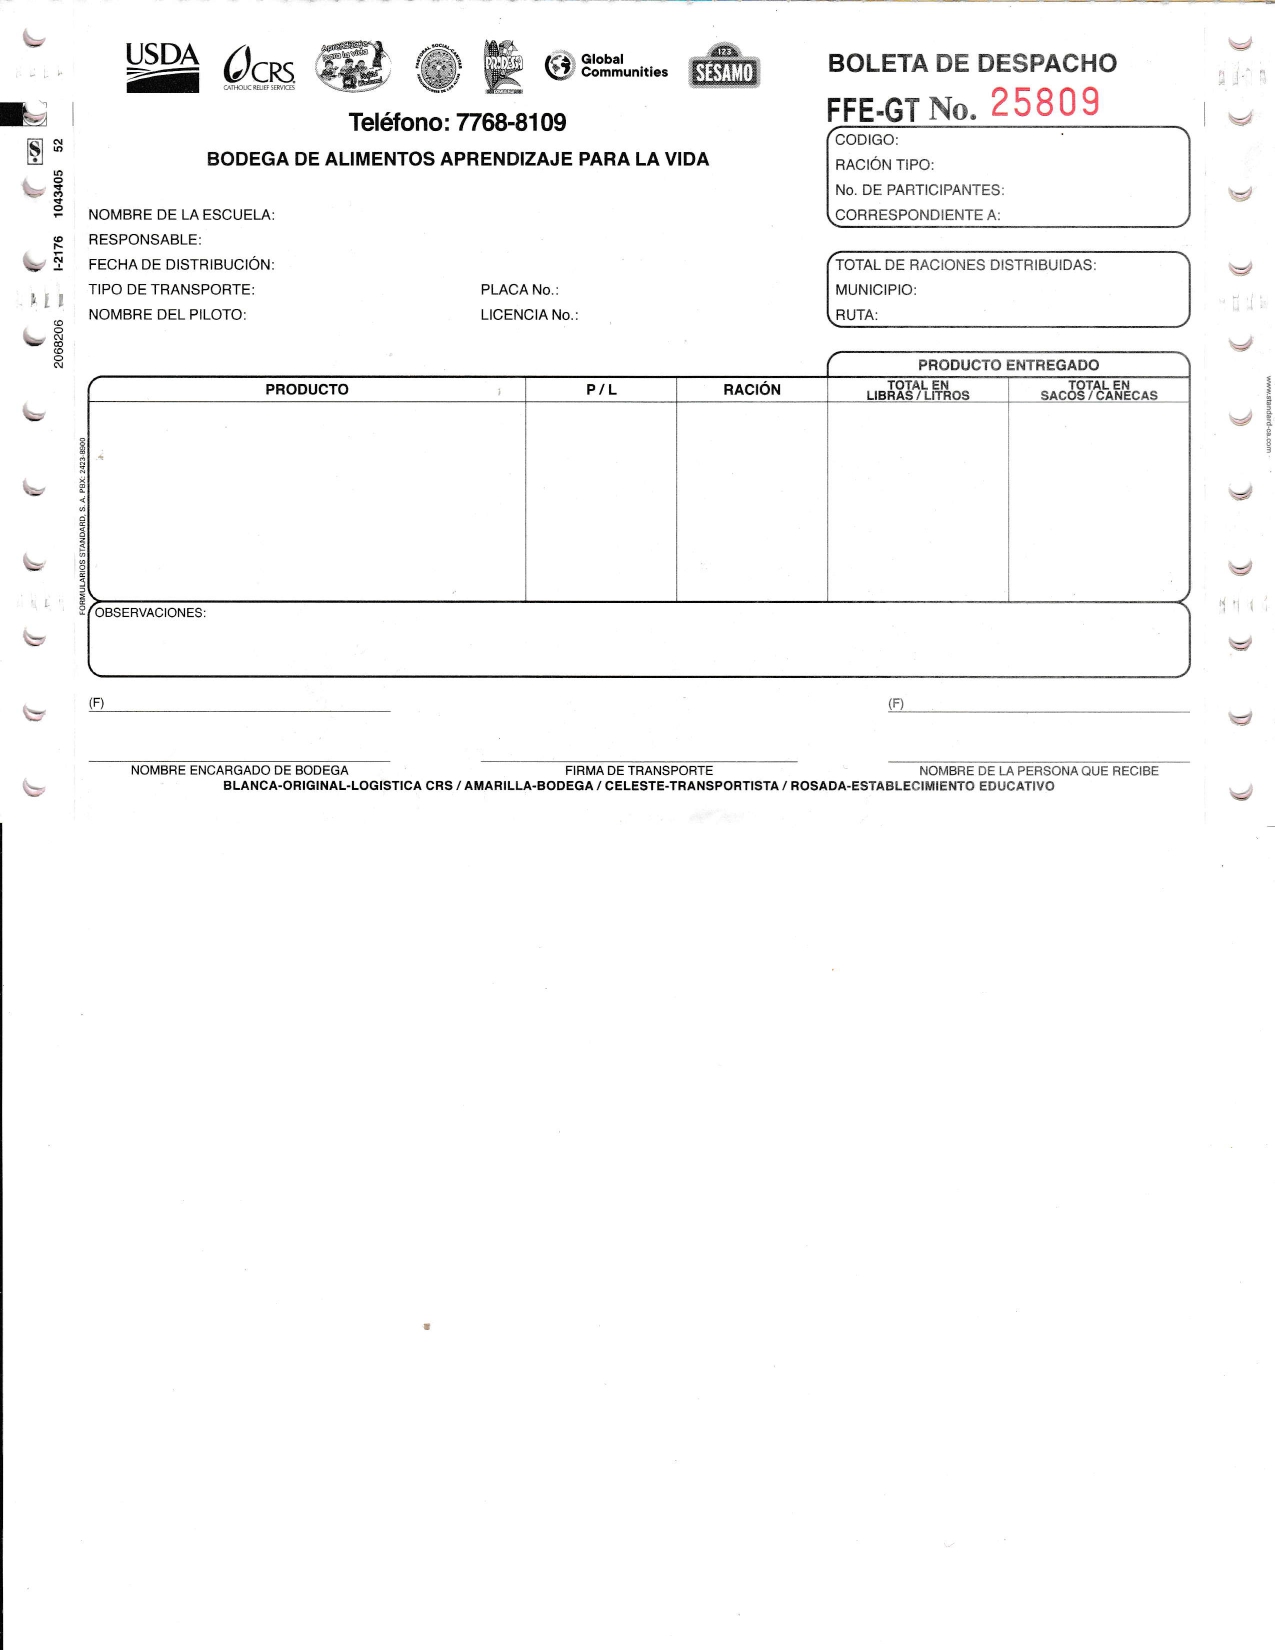 USDA
CRS
CATHOLIC RELIEF SERVICES
Aprendizaje
para la vida
Global
Communities
123
SÉSAMO
BOLETA DE DESPACHO
FFE-GT No. 25809
Teléfono: 7768-8109
BODEGA DE ALIMENTOS APRENDIZAJE PARA LA VIDA
CODIGO:
RACIÓN TIPO:
No. DE PARTICIPANTES:
CORRESPONDIENTE A:
NOMBRE DE LA ESCUELA:
RESPONSABLE:
FECHA DE DISTRIBUCIÓN:
TIPO DE TRANSPORTE: PLACA No.:
NOMBRE DEL PILOTO: LICENCIA No.:
TOTAL DE RACIONES DISTRIBUIDAS:
MUNICIPIO:
RUTA:
PRODUCTO ENTREGADO
PRODUCTO P / L RACIÓN TOTAL EN LIBRAS / LITROS TOTAL EN SACOS / CANECAS
OBSERVACIONES:
(F) (F)
NOMBRE ENCARGADO DE BODEGA FIRMA DE TRANSPORTE NOMBRE DE LA PERSONA QUE RECIBE
BLANCA-ORIGINAL-LOGISTICA CRS / AMARILLA-BODEGA / CELESTE-TRANSPORTISTA / ROSADA-ESTABLECIMIENTO EDUCATIVO
2068206 I-2176 1043405 52
FORMULARIOS STANDARD, S. A. PBX: 2423-8900
www.standard-ca.com